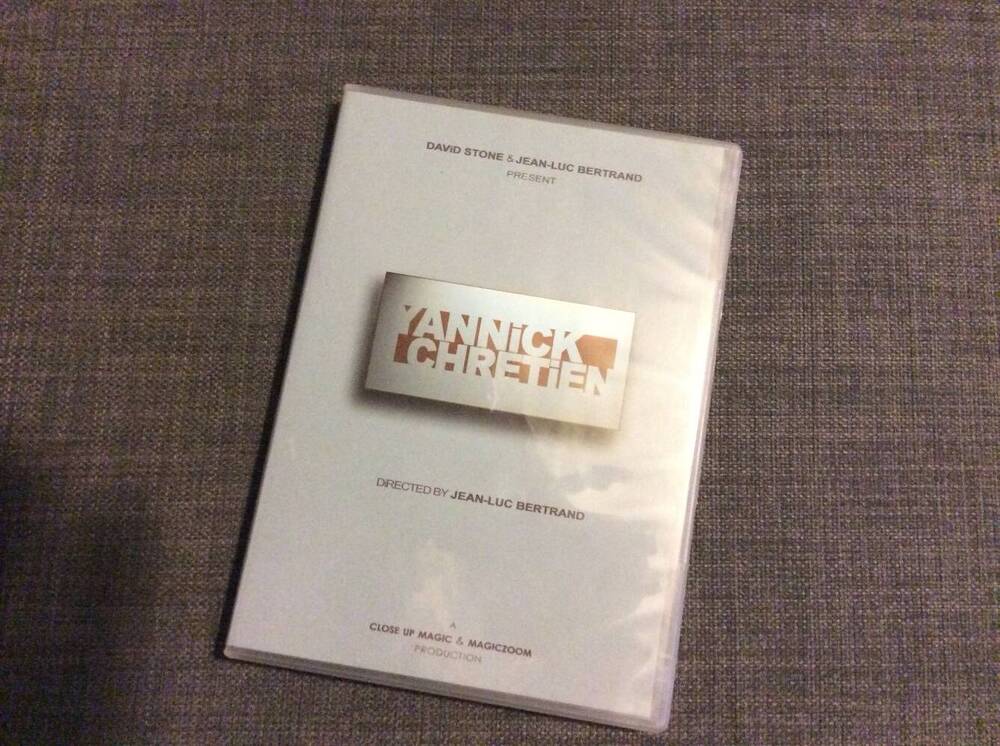 DAViD STONE & JEAN-LUC BERTRAND
PRESENT
YANNiCK
CHRETiEN
DiRECTED BY JEAN-LUC BERTRAND
A
CLOSE UP MAGIC & MAGICZOOM
PRODUCTION